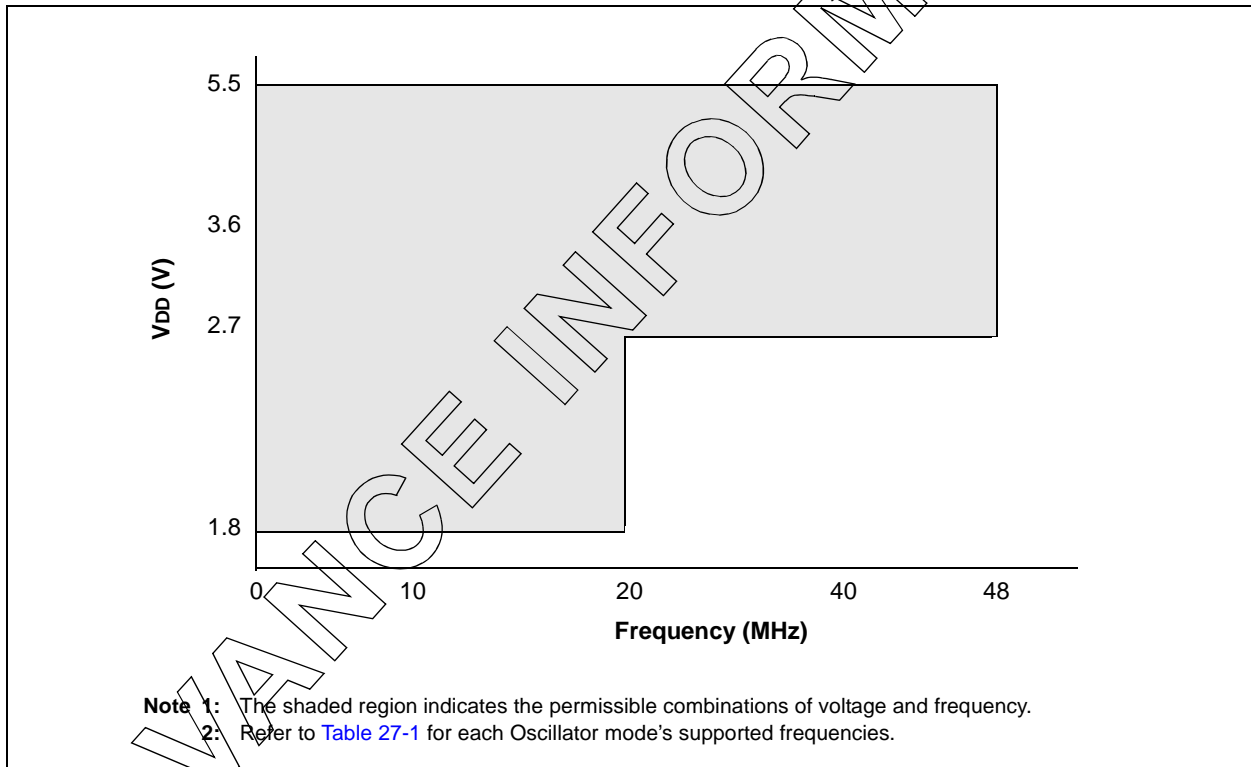 5.5
3.6
2.7
1.8
VDD (V)
0 10 20 40 48
Frequency (MHz)
Note 1: The shaded region indicates the permissible combinations of voltage and frequency.
2: Refer to Table 27-1 for each Oscillator mode's supported frequencies.
VANCE INFORM